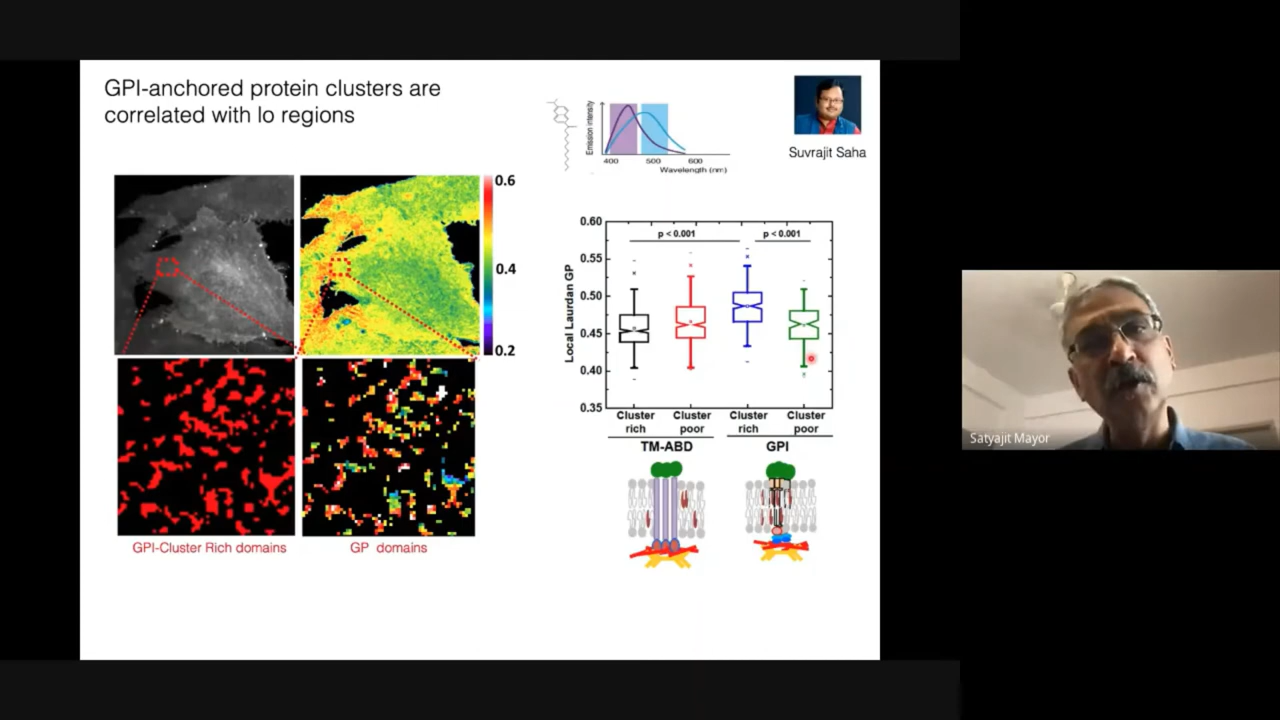 GPI-anchored protein clusters are
correlated with lo regions
Emission intensity
400 500 600
Wavelength (nm)
Suvrajit Saha
0.6
0.4
0.2
GPI-Cluster Rich domains
GP domains
Local Laurdan GP
0.60
0.55
0.50
0.45
0.40
0.35
p < 0.001
p < 0.001
Cluster rich
Cluster poor
Cluster rich
Cluster poor
TM-ABD
GPI
Satyajit Mayor